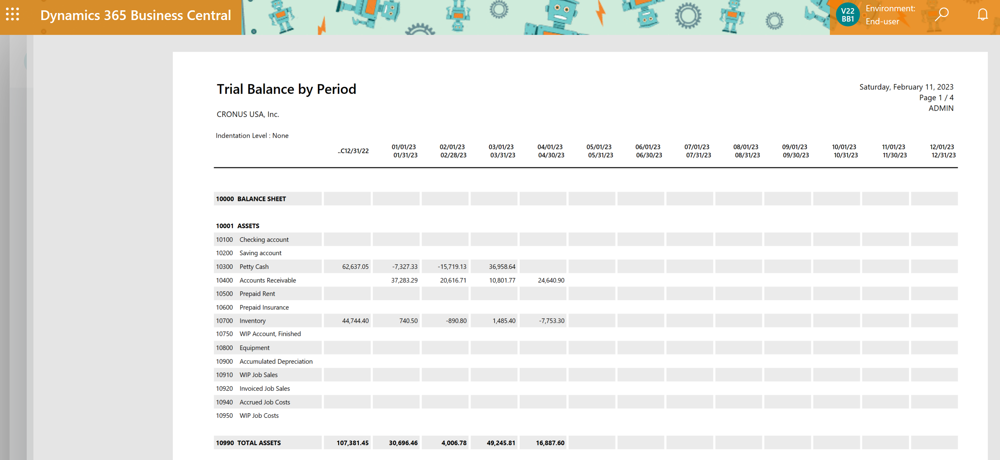 Dynamics 365 Business Central
V22
BB1
Environment:
End-user
Trial Balance by Period
Saturday, February 11, 2023
Page 1 / 4
ADMIN
CRONUS USA, Inc.
Indentation Level : None
..C12/31/22 01/01/23 02/01/23 03/01/23 04/01/23 05/01/23 06/01/23 07/01/23 08/01/23 09/01/23 10/01/23 11/01/23 12/01/23
01/31/23 02/28/23 03/31/23 04/30/23 05/31/23 06/30/23 07/31/23 08/31/23 09/30/23 10/31/23 11/30/23 12/31/23
10000 BALANCE SHEET
10001 ASSETS
10100 Checking account
10200 Saving account
10300 Petty Cash 62,637.05 -7,327.33 -15,719.13 36,958.64
10400 Accounts Receivable 37,283.29 20,616.71 10,801.77 24,640.90
10500 Prepaid Rent
10600 Prepaid Insurance
10700 Inventory 44,744.40 740.50 -890.80 1,485.40 -7,753.30
10750 WIP Account, Finished
10800 Equipment
10900 Accumulated Depreciation
10910 WIP Job Sales
10920 Invoiced Job Sales
10940 Accrued Job Costs
10950 WIP Job Costs
10990 TOTAL ASSETS 107,381.45 30,696.46 4,006.78 49,245.81 16,887.60